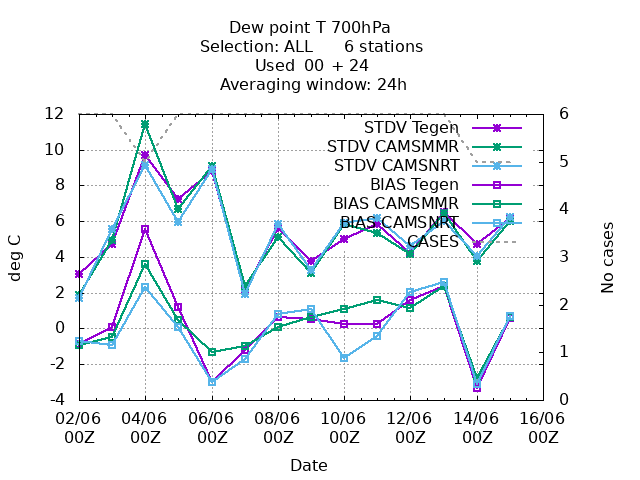 Dew point T 700hPa
Selection: ALL      6 stations
Used  00 + 24
Averaging window: 24h
12
10
8
6
4
2
0
-2
-4
deg C
6
5
4
3
2
1
0
No cases
STDV Tegen
STDV CAMSMMR
STDV CAMSNRT
BIAS Tegen
BIAS CAMSMMR
BIAS CAMSNRT
CASES
02/06 04/06 06/06 08/06 10/06 12/06 14/06 16/06
00Z 00Z 00Z 00Z 00Z 00Z 00Z 00Z
Date